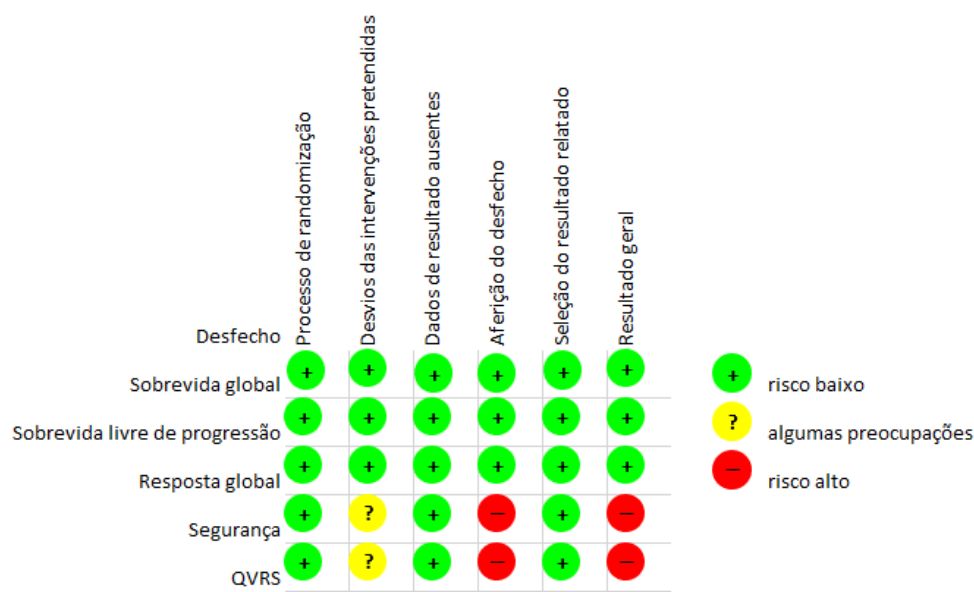 Processo de randomização
Desvios das intervenções pretendidas
Dados de resultado ausentes
Aferição do desfecho
Seleção do resultado relatado
Resultado geral
Desfecho
Sobrevida global + + + + + +
Sobrevida livre de progressão + + + + + +
Resposta global + + + + + +
Segurança + ? + − + −
QVRS + ? + − + −
+ risco baixo
? algumas preocupações
− risco alto